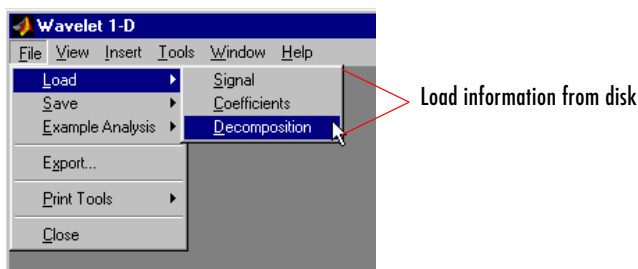 Wavelet 1-D
File View Insert Tools Window Help
Load
Save
Example Analysis
Export...
Print Tools
Close
Signal
Coefficients
Decomposition
Load information from disk